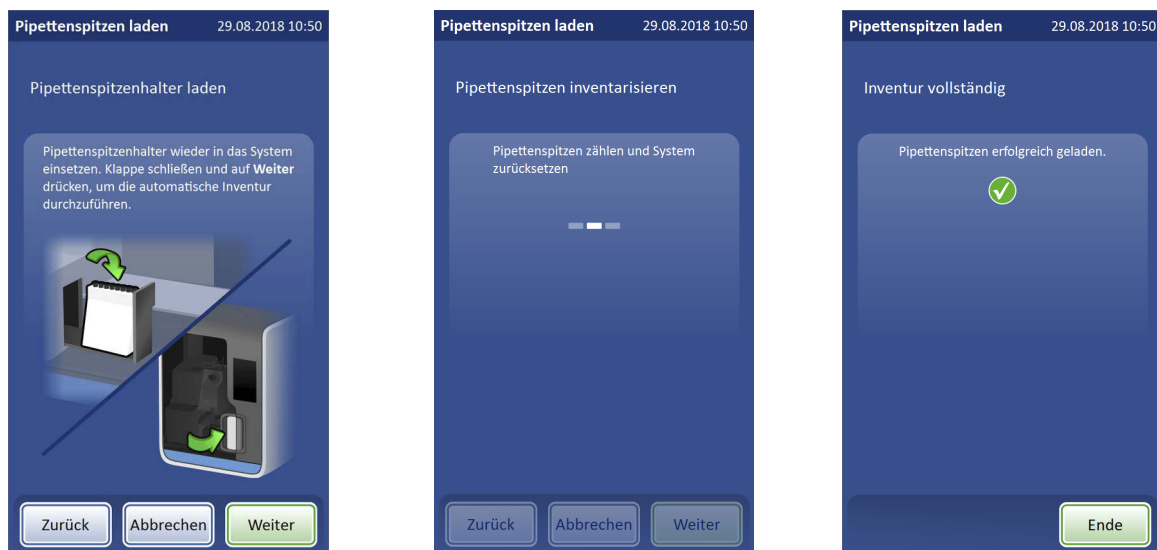 Pipettenspitzen laden 29.08.2018 10:50
Pipettenspitzenhalter laden
Pipettenspitzenhalter wieder in das System
einsetzen. Klappe schließen und auf Weiter
drücken, um die automatische Inventur
durchzuführen.
Zurück Abbrechen Weiter
Pipettenspitzen laden 29.08.2018 10:50
Pipettenspitzen inventarisieren
Pipettenspitzen zählen und System
zurücksetzen
Zurück Abbrechen Weiter
Pipettenspitzen laden 29.08.2018 10:50
Inventur vollständig
Pipettenspitzen erfolgreich geladen.
Ende